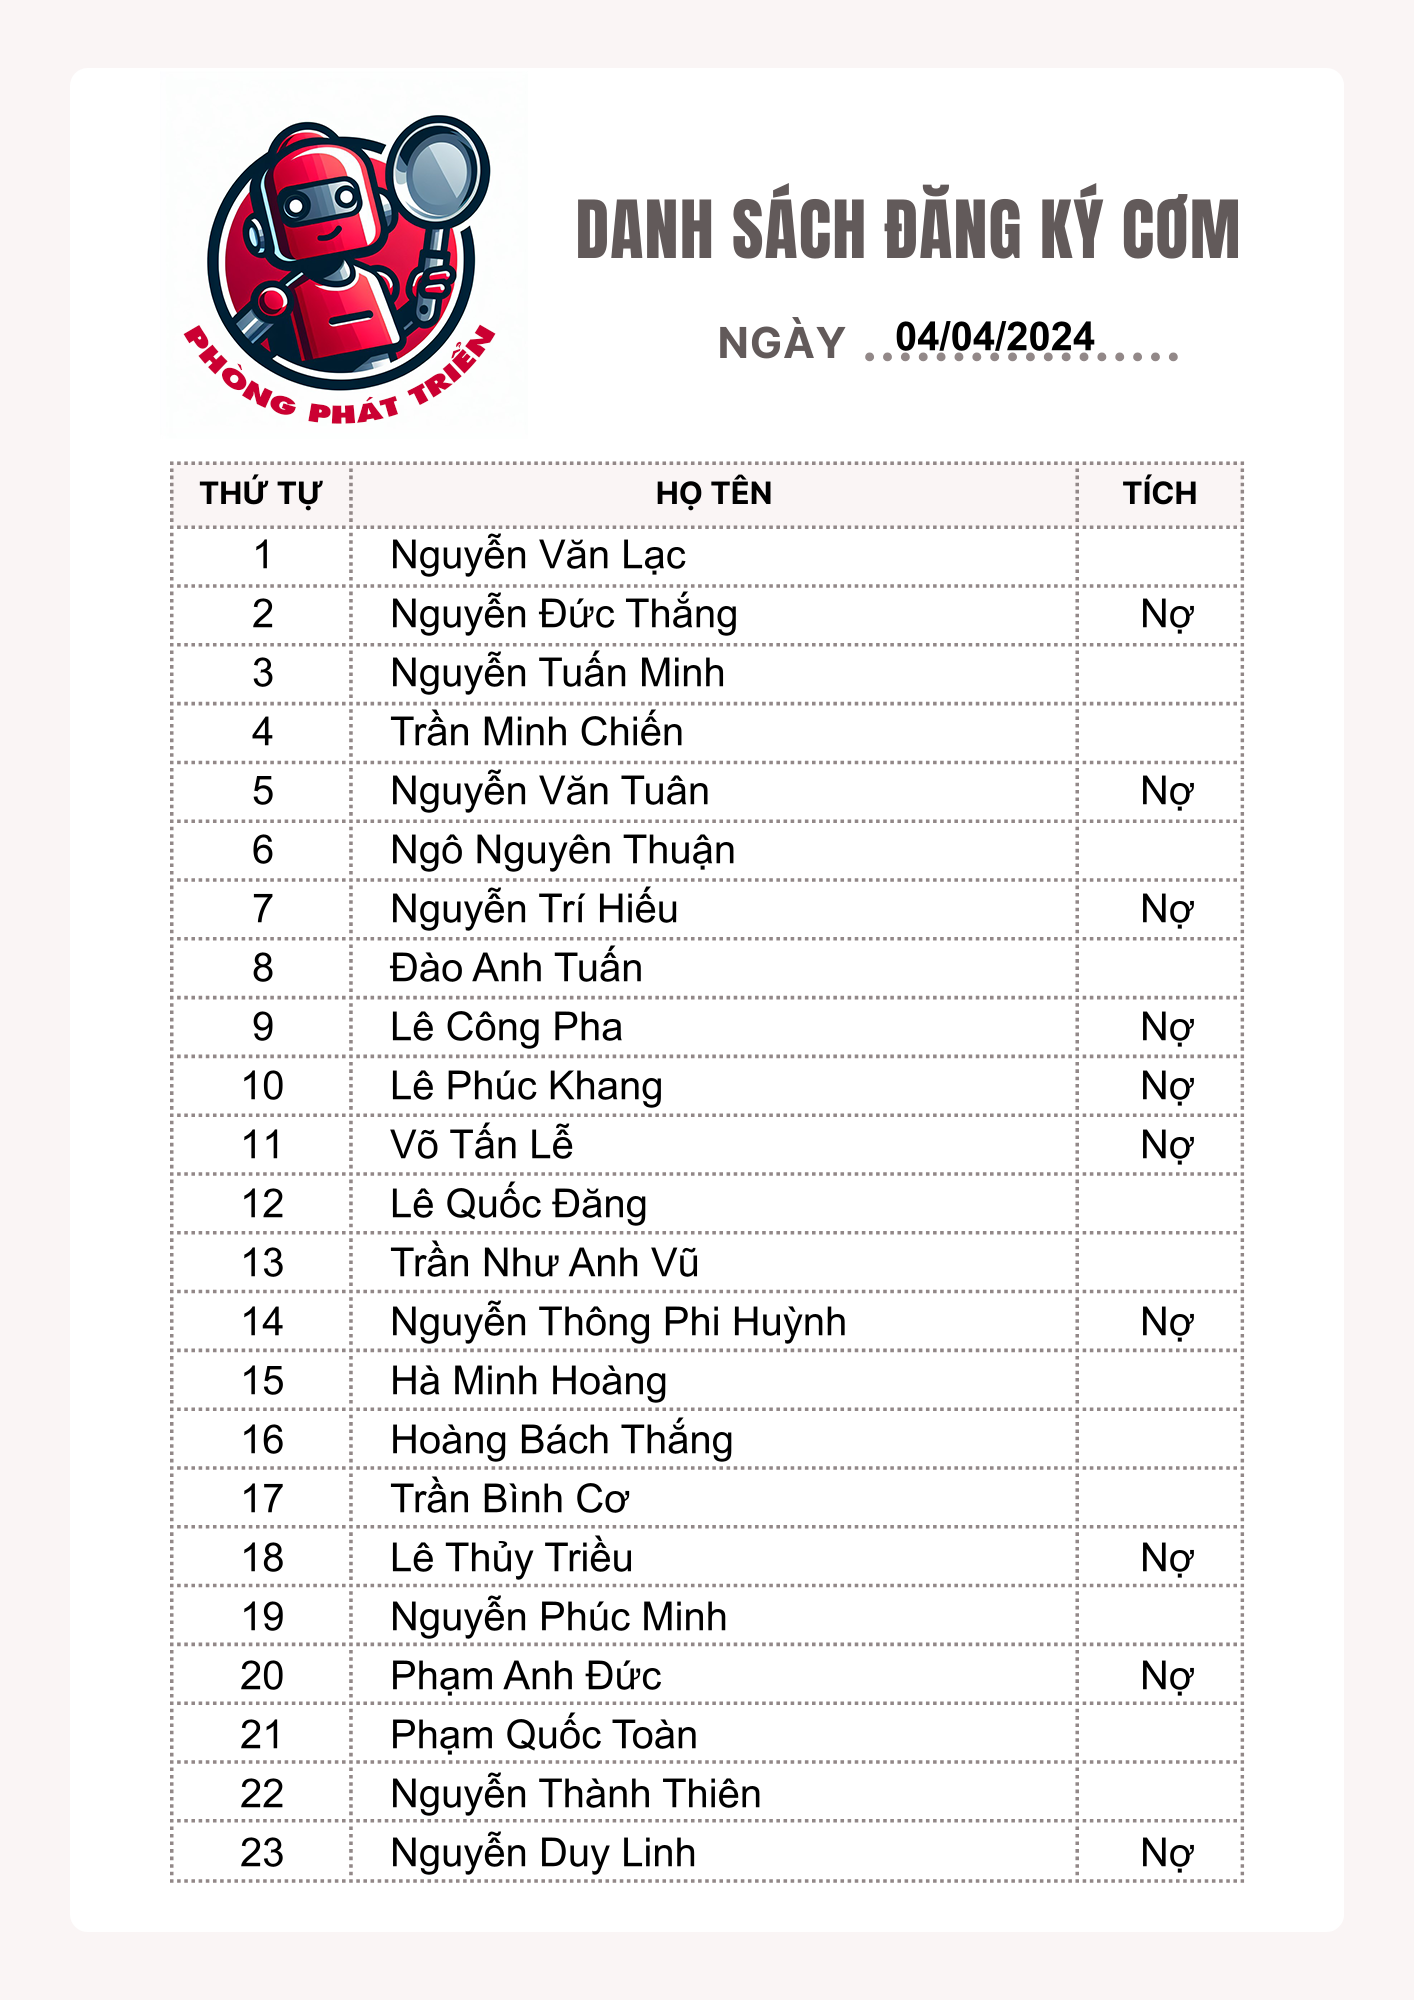 PHÒNG PHÁT TRIỂN
DANH SÁCH ĐĂNG KÝ CƠM
NGÀY 04/04/2024
THỨ TỰ HỌ TÊN TÍCH
1 Nguyễn Văn Lạc
2 Nguyễn Đức Thắng Nợ
3 Nguyễn Tuấn Minh
4 Trần Minh Chiến
5 Nguyễn Văn Tuân Nợ
6 Ngô Nguyên Thuận
7 Nguyễn Trí Hiếu Nợ
8 Đào Anh Tuấn
9 Lê Công Pha Nợ
10 Lê Phúc Khang Nợ
11 Võ Tấn Lễ Nợ
12 Lê Quốc Đăng
13 Trần Như Anh Vũ
14 Nguyễn Thông Phi Huỳnh Nợ
15 Hà Minh Hoàng
16 Hoàng Bách Thắng
17 Trần Bình Cơ
18 Lê Thủy Triều Nợ
19 Nguyễn Phúc Minh
20 Phạm Anh Đức Nợ
21 Phạm Quốc Toàn
22 Nguyễn Thành Thiên
23 Nguyễn Duy Linh Nợ